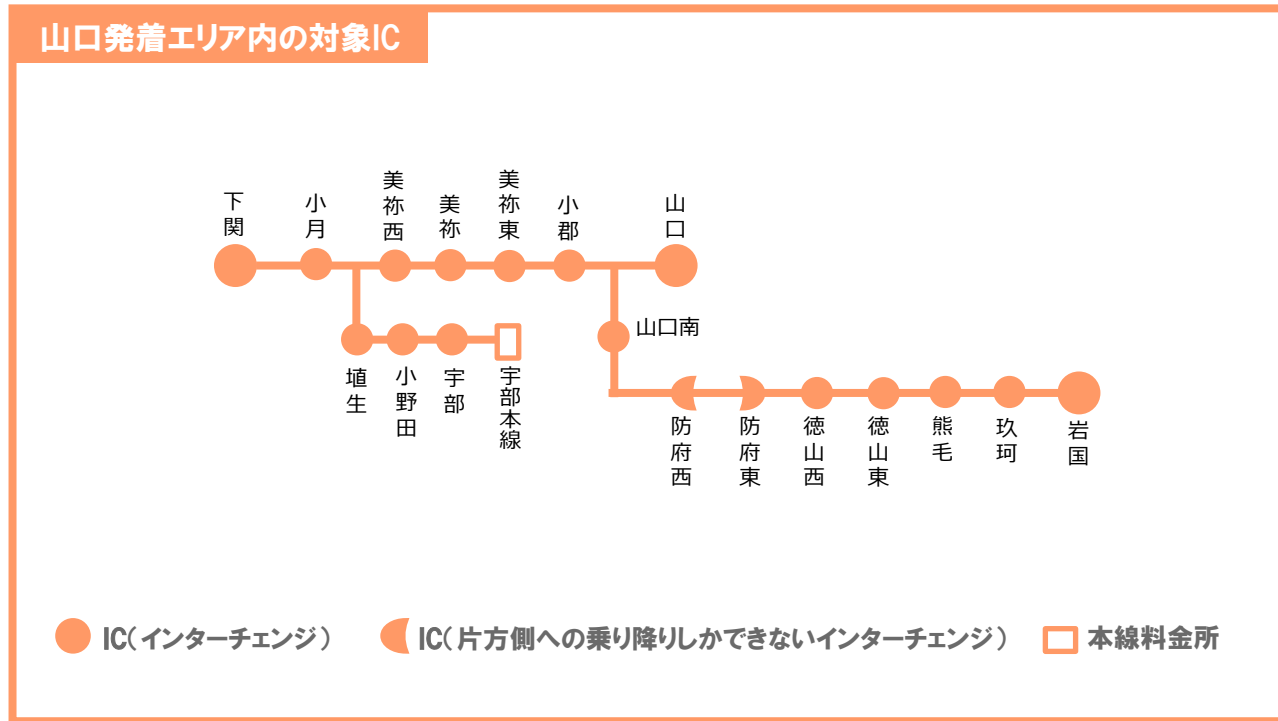 山口発着エリア内の対象IC
下関
小月
美祢西
美祢
美祢東
小郡
山口
山口南
埴生
小野田
宇部
宇部本線
防府西
防府東
徳山西
徳山東
熊毛
玖珂
岩国
IC(インターチェンジ)
IC(片方側への乗り降りしかできないインターチェンジ)
本線料金所